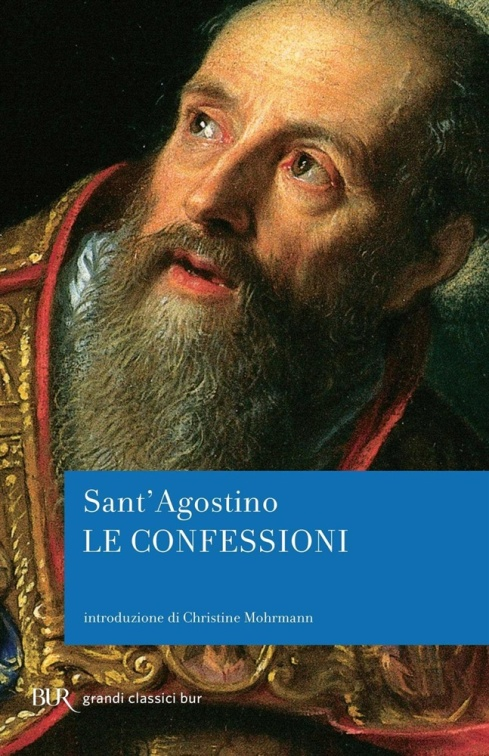 Sant'Agostino
LE CONFESSIONI
introduzione di Christine Mohrmann
BUR grandi classici bur